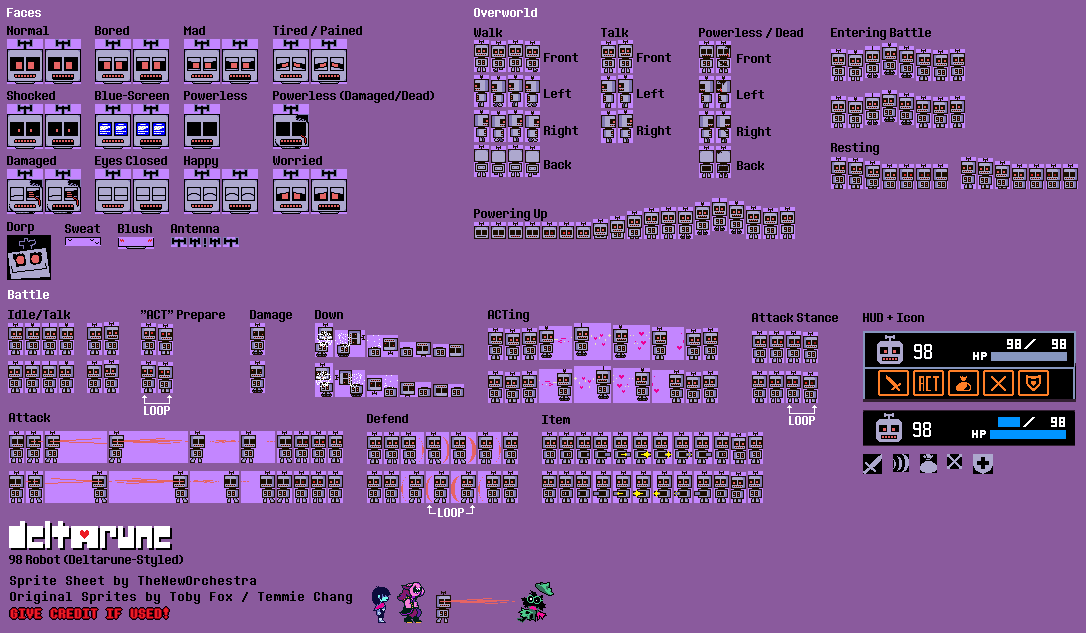 Faces
Normal Bored Mad Tired / Pained
Shocked Blue-Screen Powerless Powerless (Damaged/Dead)
Damaged Eyes Closed Happy Worried
Dorp Sweat Blush Antenna
Overworld
Walk Talk Powerless / Dead Entering Battle
Front Front Front
Left Left Left
Right Right Right
Back Back
Resting
Powering Up
Battle
Idle/Talk "ACT" Prepare Damage Down ACTing Attack Stance HUD + Icon
98 98/ 98
HP
ACT
LOOP
LOOP
98 / 98
HP
Attack Defend Item
LOOP
deltarune
98 Robot (Deltarune-Styled)
Sprite Sheet by TheNewOrchestra
Original Sprites by Toby Fox / Temmie Chang
GIVE CREDIT IF USED!